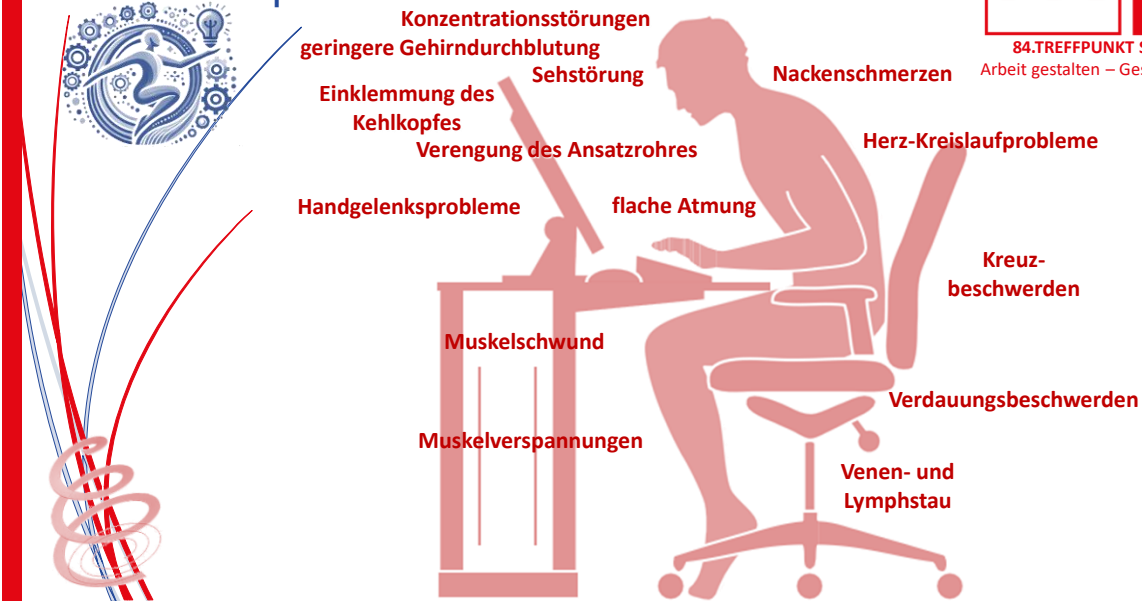 Konzentrationsstörungen
geringere Gehirndurchblutung
Sehstörung
Einklemmung des
Kehlkopfes
Verengung des Ansatzrohres
Handgelenksprobleme
flache Atmung
Nackenschmerzen
84.TREFFPUNKT
Arbeit gestalten –
Herz-Kreislaufprobleme
Kreuz-
beschwerden
Muskelschwund
Verdauungsbeschwerden
Muskelverspannungen
Venen- und
Lymphstau